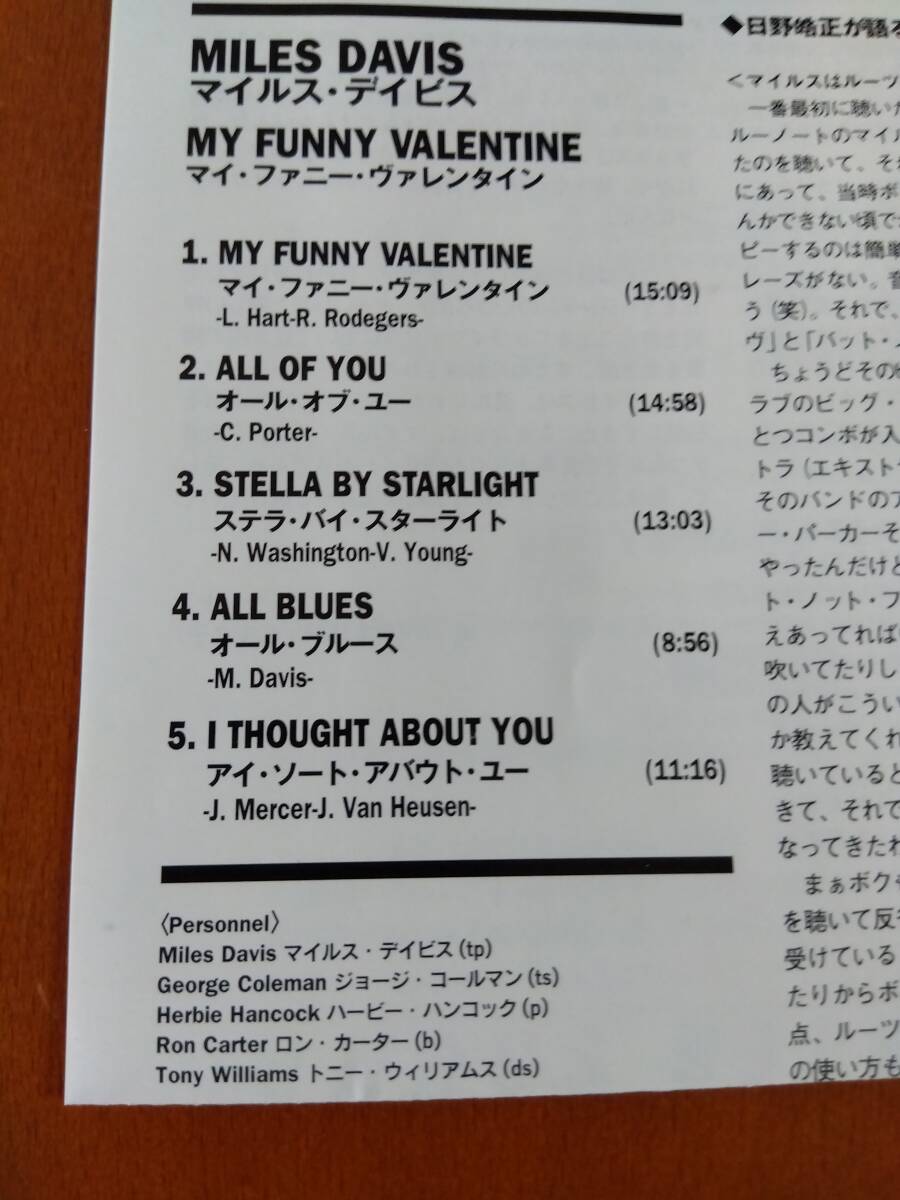 MILES DAVIS
マイルス・デイビス
MY FUNNY VALENTINE
マイ・ファニー・ヴァレンタイン
1. MY FUNNY VALENTINE
マイ・ファニー・ヴァレンタイン (15:09)
-L. Hart-R. Rodegers-
2. ALL OF YOU
オール・オブ・ユー (14:58)
-C. Porter-
3. STELLA BY STARLIGHT
ステラ・バイ・スターライト (13:03)
-N. Washington-V. Young-
4. ALL BLUES
オール・ブルース (8:56)
-M. Davis-
5. I THOUGHT ABOUT YOU
アイ・ソート・アバウト・ユー (11:16)
-J. Mercer-J. Van Heusen-
〈Personnel〉
Miles Davis マイルス・デイビス (tp)
George Coleman ジョージ・コールマン (ts)
Herbie Hancock ハービー・ハンコック (p)
Ron Carter ロン・カーター (b)
Tony Williams トニー・ウィリアムス (ds)
◆日野皓正が語る
<マイルスはルーツ
一番最初に聴いた
ルーノートのマイル
たのを聴いて、それ
にあって、当時ボ
んかできない頃で
ピーするのは簡単
レーズがない。音
う (笑)。それで、
ヴ」と「バット・
ちょうどその
ラブのビッグ・
とつコンボが入
トラ (エキスト
そのバンドのア
ー・パーカーそ
やったんだけど
ト・ノット・フ
えあってれば
吹いてたりし
の人がこうい
か教えてくれ
聴いていると
きて、それで
なってきたわ
まぁボクも
を聴いて反
受けている
たりからボ
点、ルーツ
の使い方も